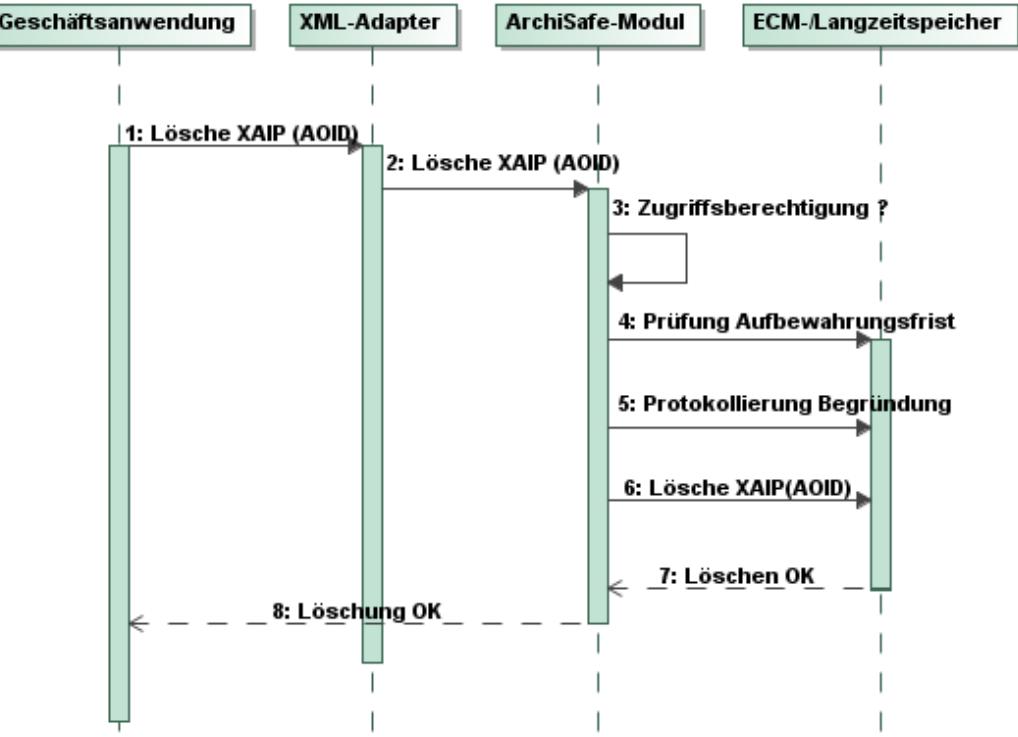 Geschäftsanwendung
XML-Adapter
ArchiSafe-Modul
ECM-/Langzeitspeicher
1: Lösche XAIP (AOID)
2: Lösche XAIP (AOID)
3: Zugriffsberechtigung ?
4: Prüfung Aufbewahrungsfrist
5: Protokollierung Begründung
6: Lösche XAIP(AOID)
7: Löschen OK
8: Löschung OK